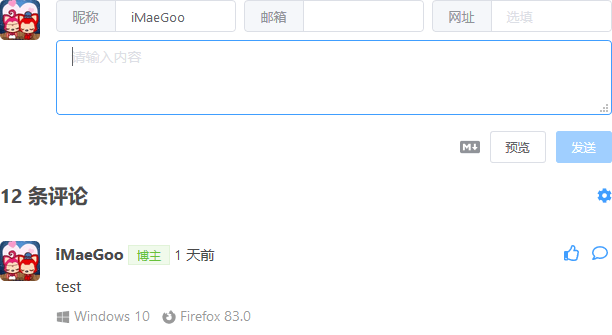 昵称 iMaeGoo 邮箱 网址 选填
请输入内容
M 预览 发送
12 条评论
iMaeGoo 博主 1 天前
test
Windows 10 Firefox 83.0